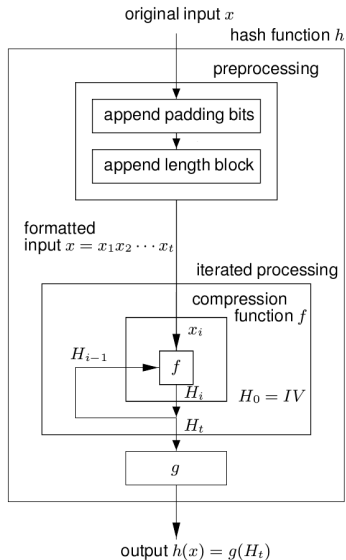 original input x
hash function h
preprocessing
append padding bits
append length block
formatted
input x = x₁x₂ ⋯ xₜ
iterated processing
compression
function f
xᵢ
Hᵢ₋₁
f
Hᵢ
H₀ = IV
Hₜ
g
output h(x) = g(Hₜ)